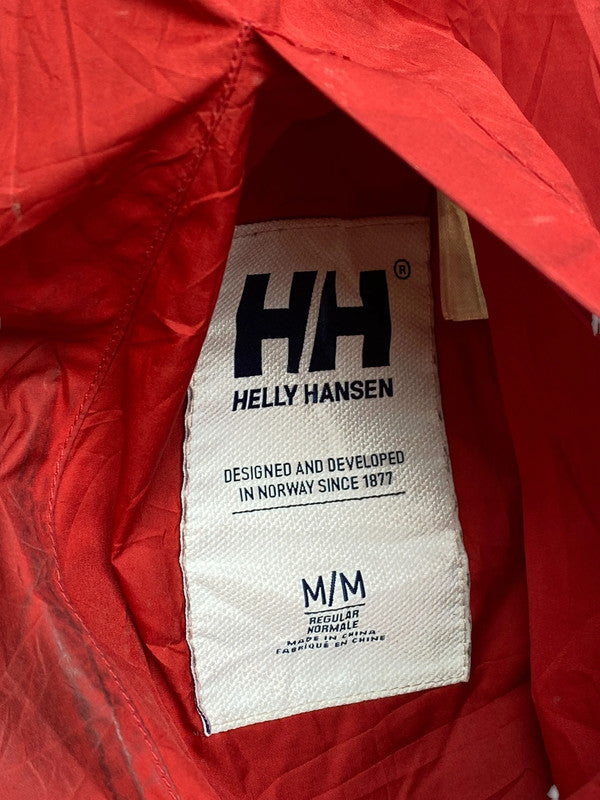 HH®
HELLY HANSEN
DESIGNED AND DEVELOPED
IN NORWAY SINCE 1877
M/M
REGULAR
NORMALE
MADE IN CHINA
FABRIQUÉ EN CHINE